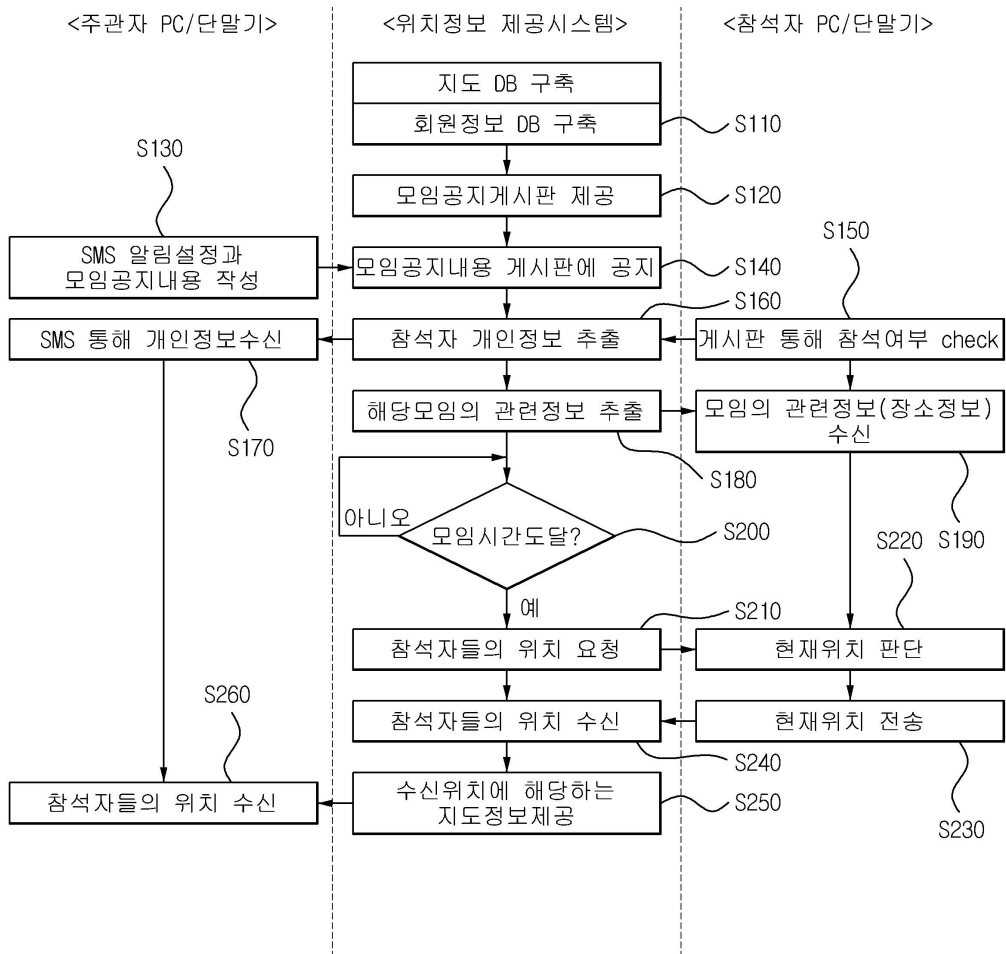 <주관자 PC/단말기>
<위치정보 제공시스템>
<참석자 PC/단말기>
지도 DB 구축
회원정보 DB 구축
S110
S130
모임공지게시판 제공
S120
SMS 알림설정과
모임공지내용 작성
모임공지내용 게시판에 공지
S140
S150
S160
SMS 통해 개인정보수신
참석자 개인정보 추출
게시판 통해 참석여부 check
S170
해당모임의 관련정보 추출
모임의 관련정보(장소정보)
수신
S180
S190
아니오
모임시간도달?
S200
예
S210
S220
참석자들의 위치 요청
현재위치 판단
S260
참석자들의 위치 수신
현재위치 전송
S240
S230
참석자들의 위치 수신
수신위치에 해당하는
지도정보제공
S250